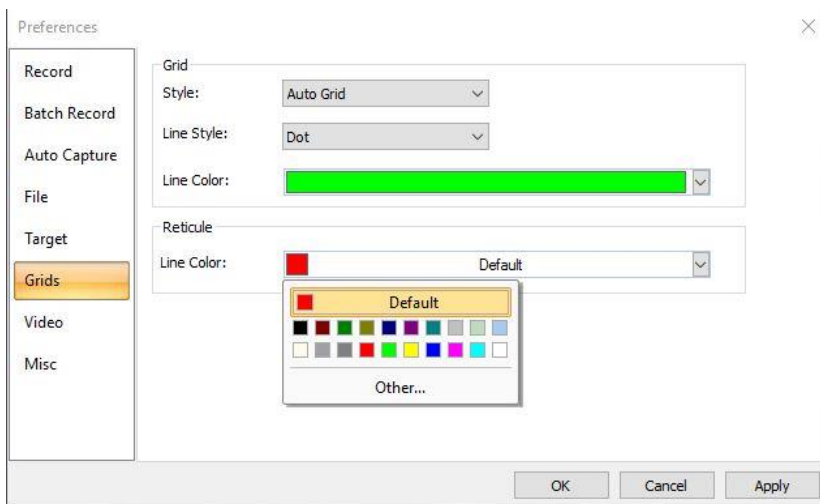 Preferences
Record
Batch Record
Auto Capture
File
Target
Grids
Video
Misc
Grid
Style:
Auto Grid
Line Style:
Dot
Line Color:
Reticule
Line Color:
Default
Default
Other...
OK
Cancel
Apply